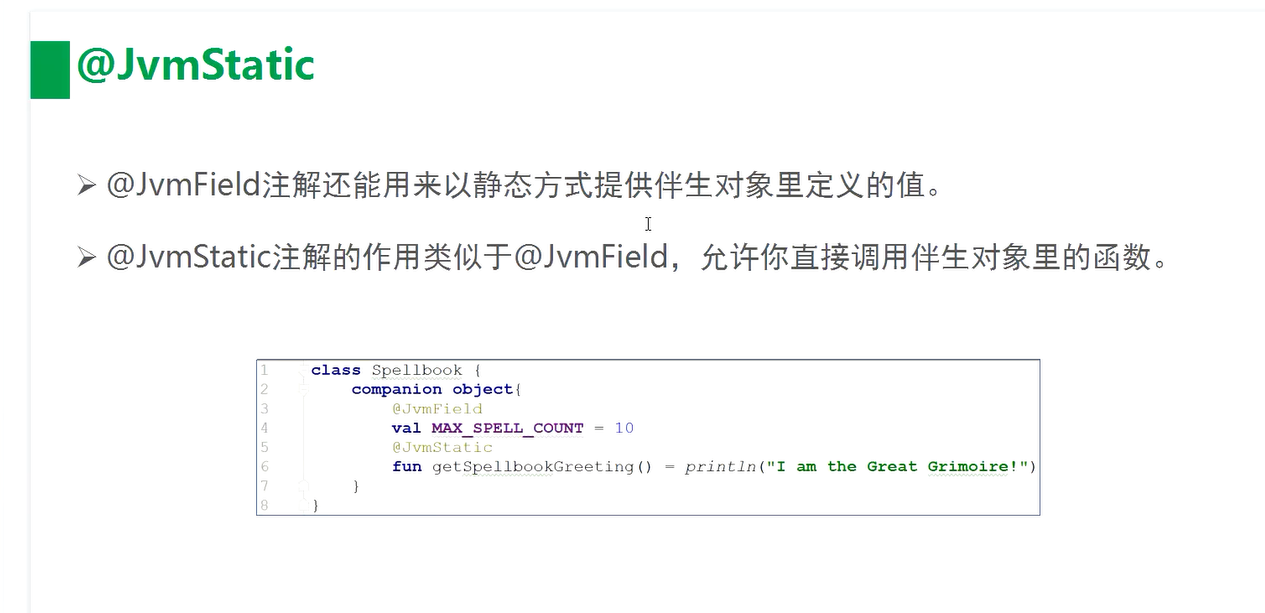 @JvmStatic
➢ @JvmField注解还能用来以静态方式提供伴生对象里定义的值。
➢ @JvmStatic注解的作用类似于@JvmField，允许你直接调用伴生对象里的函数。
1 class Spellbook {
2 companion object{
3 @JvmField
4 val MAX_SPELL_COUNT = 10
5 @JvmStatic
6 fun getSpellbookGreeting() = println("I am the Great Grimoire!")
7 }
8 }